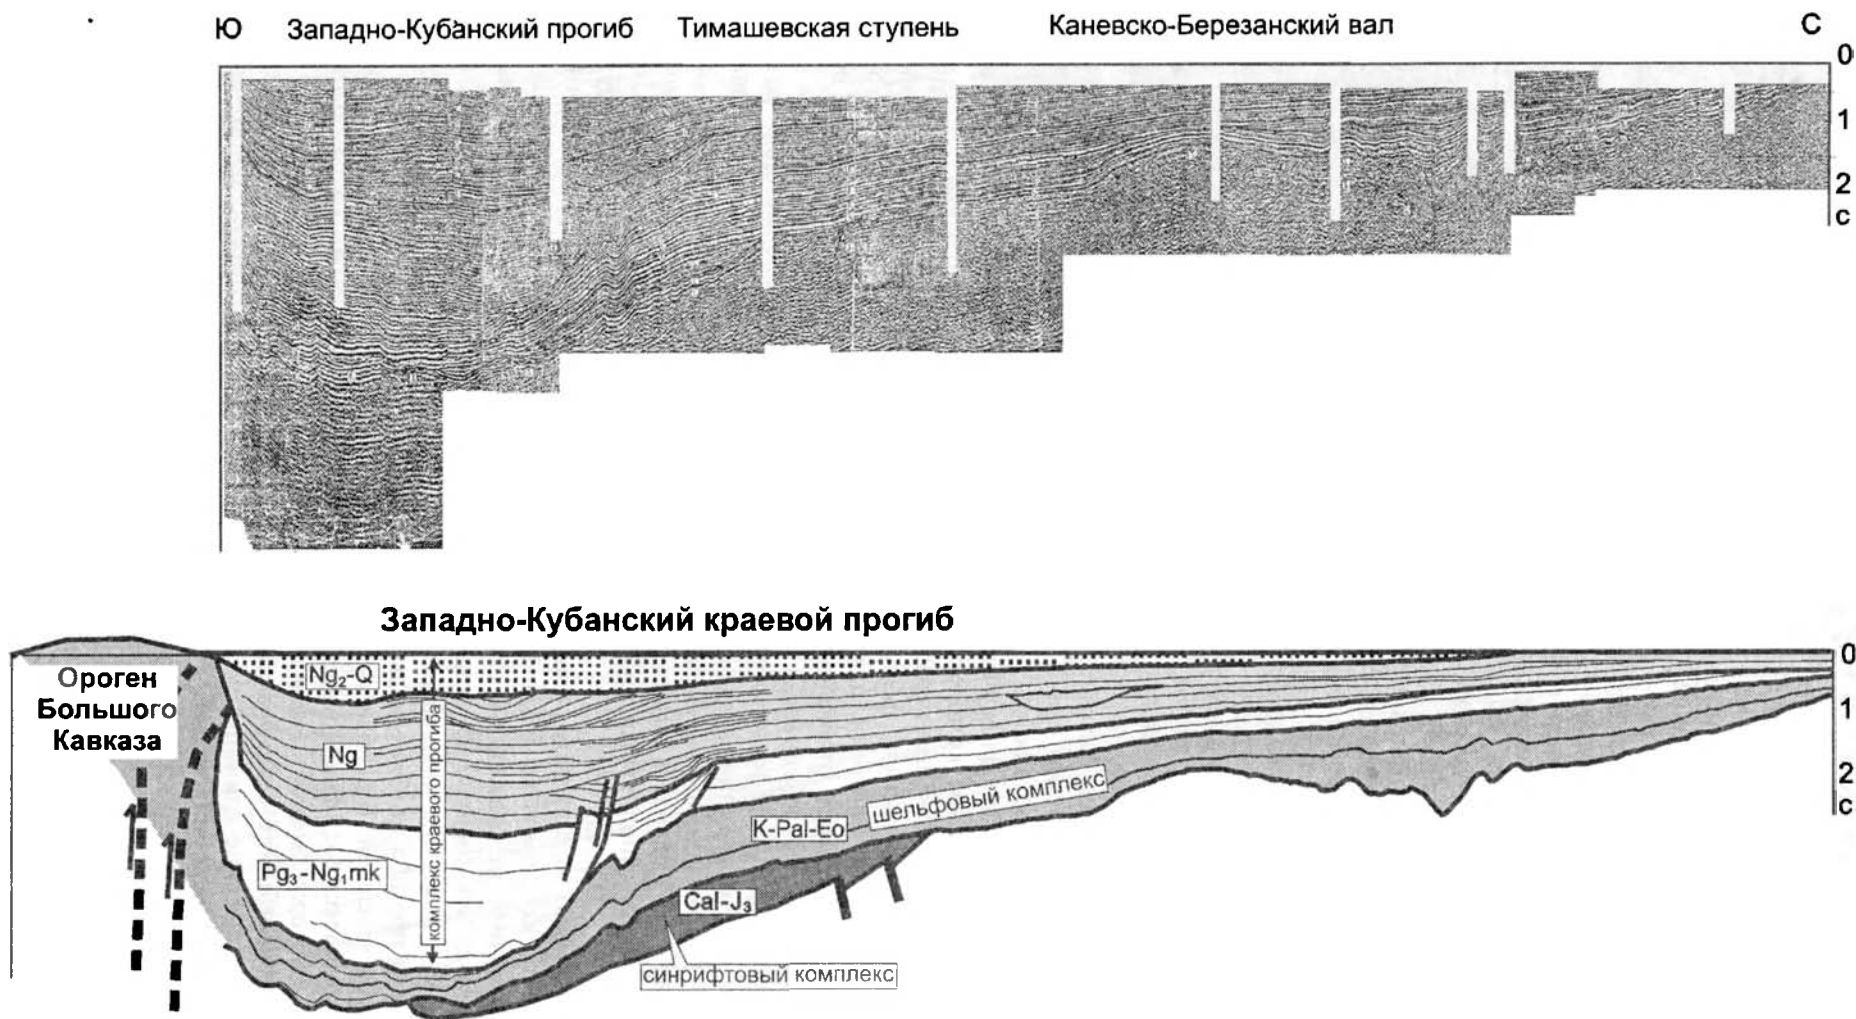 Ю Западно-Кубанский прогиб Тимашевская ступень Каневско-Березанский вал С
0
1
2
с
Западно-Кубанский краевой прогиб
Ороген
Большого
Кавказа
Ng₂-Q
Ng
Pg₃-Ng₁mk
комплекс краевого прогиба
K-Pal-Eo
шельфовый комплекс
Cal-J₃
синрифтовый комплекс
0
1
2
с